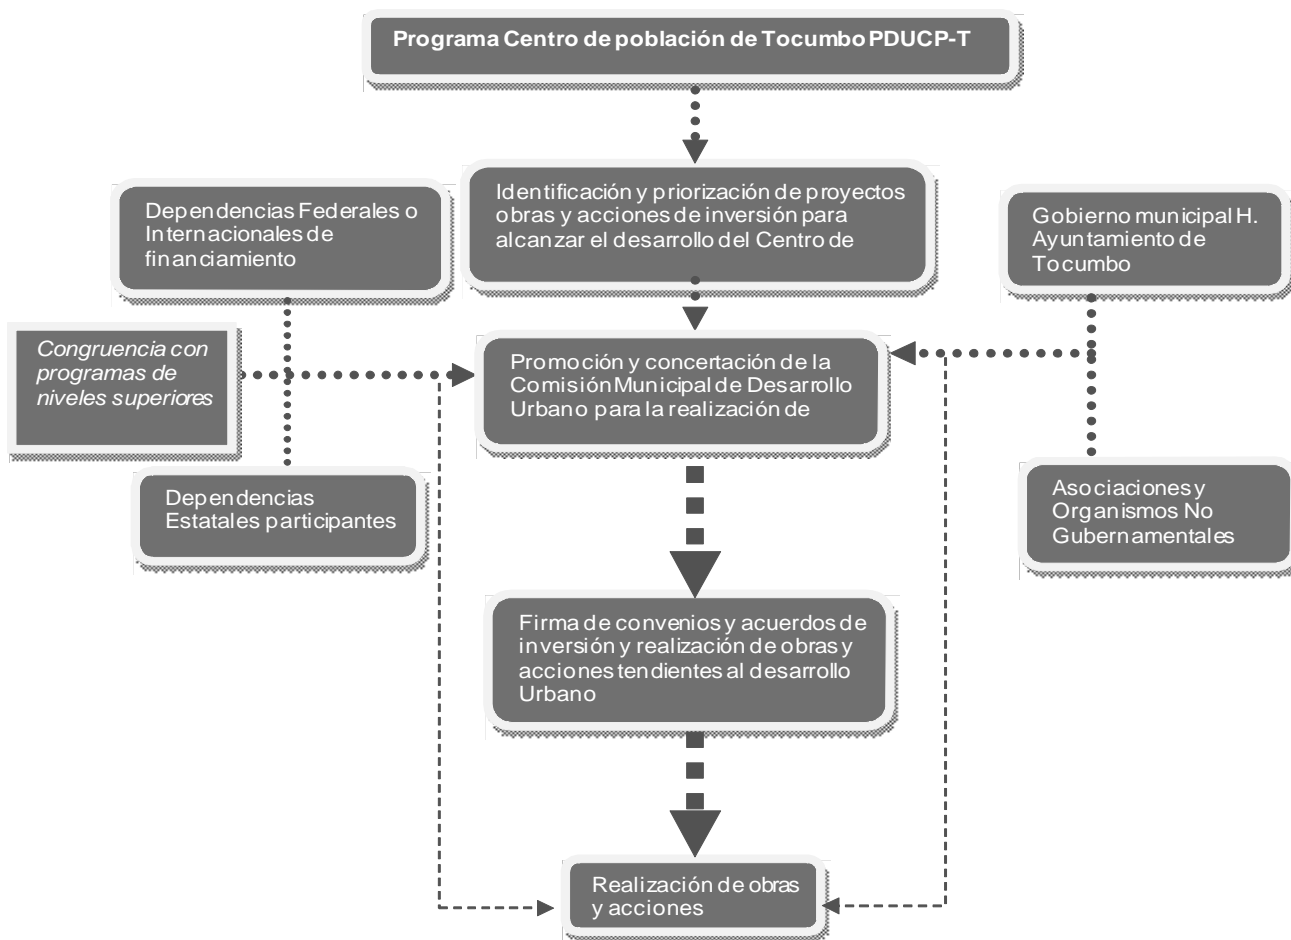 Programa Centro de población de Tocumbo PDUCP-T
Identificación y priorización de proyectos
obras y acciones de inversión para
alcanzar el desarrollo del Centro de
Dependencias Federales o
Internacionales de
financiamiento
Gobierno municipal H.
Ayuntamiento de
Tocumbo
Congruencia con
programas de
niveles superiores
Promoción y concertación de la
Comisión Municipal de Desarrollo
Urbano para la realización de
Dependencias
Estatales participantes
Asociaciones y
Organismos No
Gubernamentales
Firma de convenios y acuerdos de
inversión y realización de obras y
acciones tendientes al desarrollo
Urbano
Realización de obras
y acciones